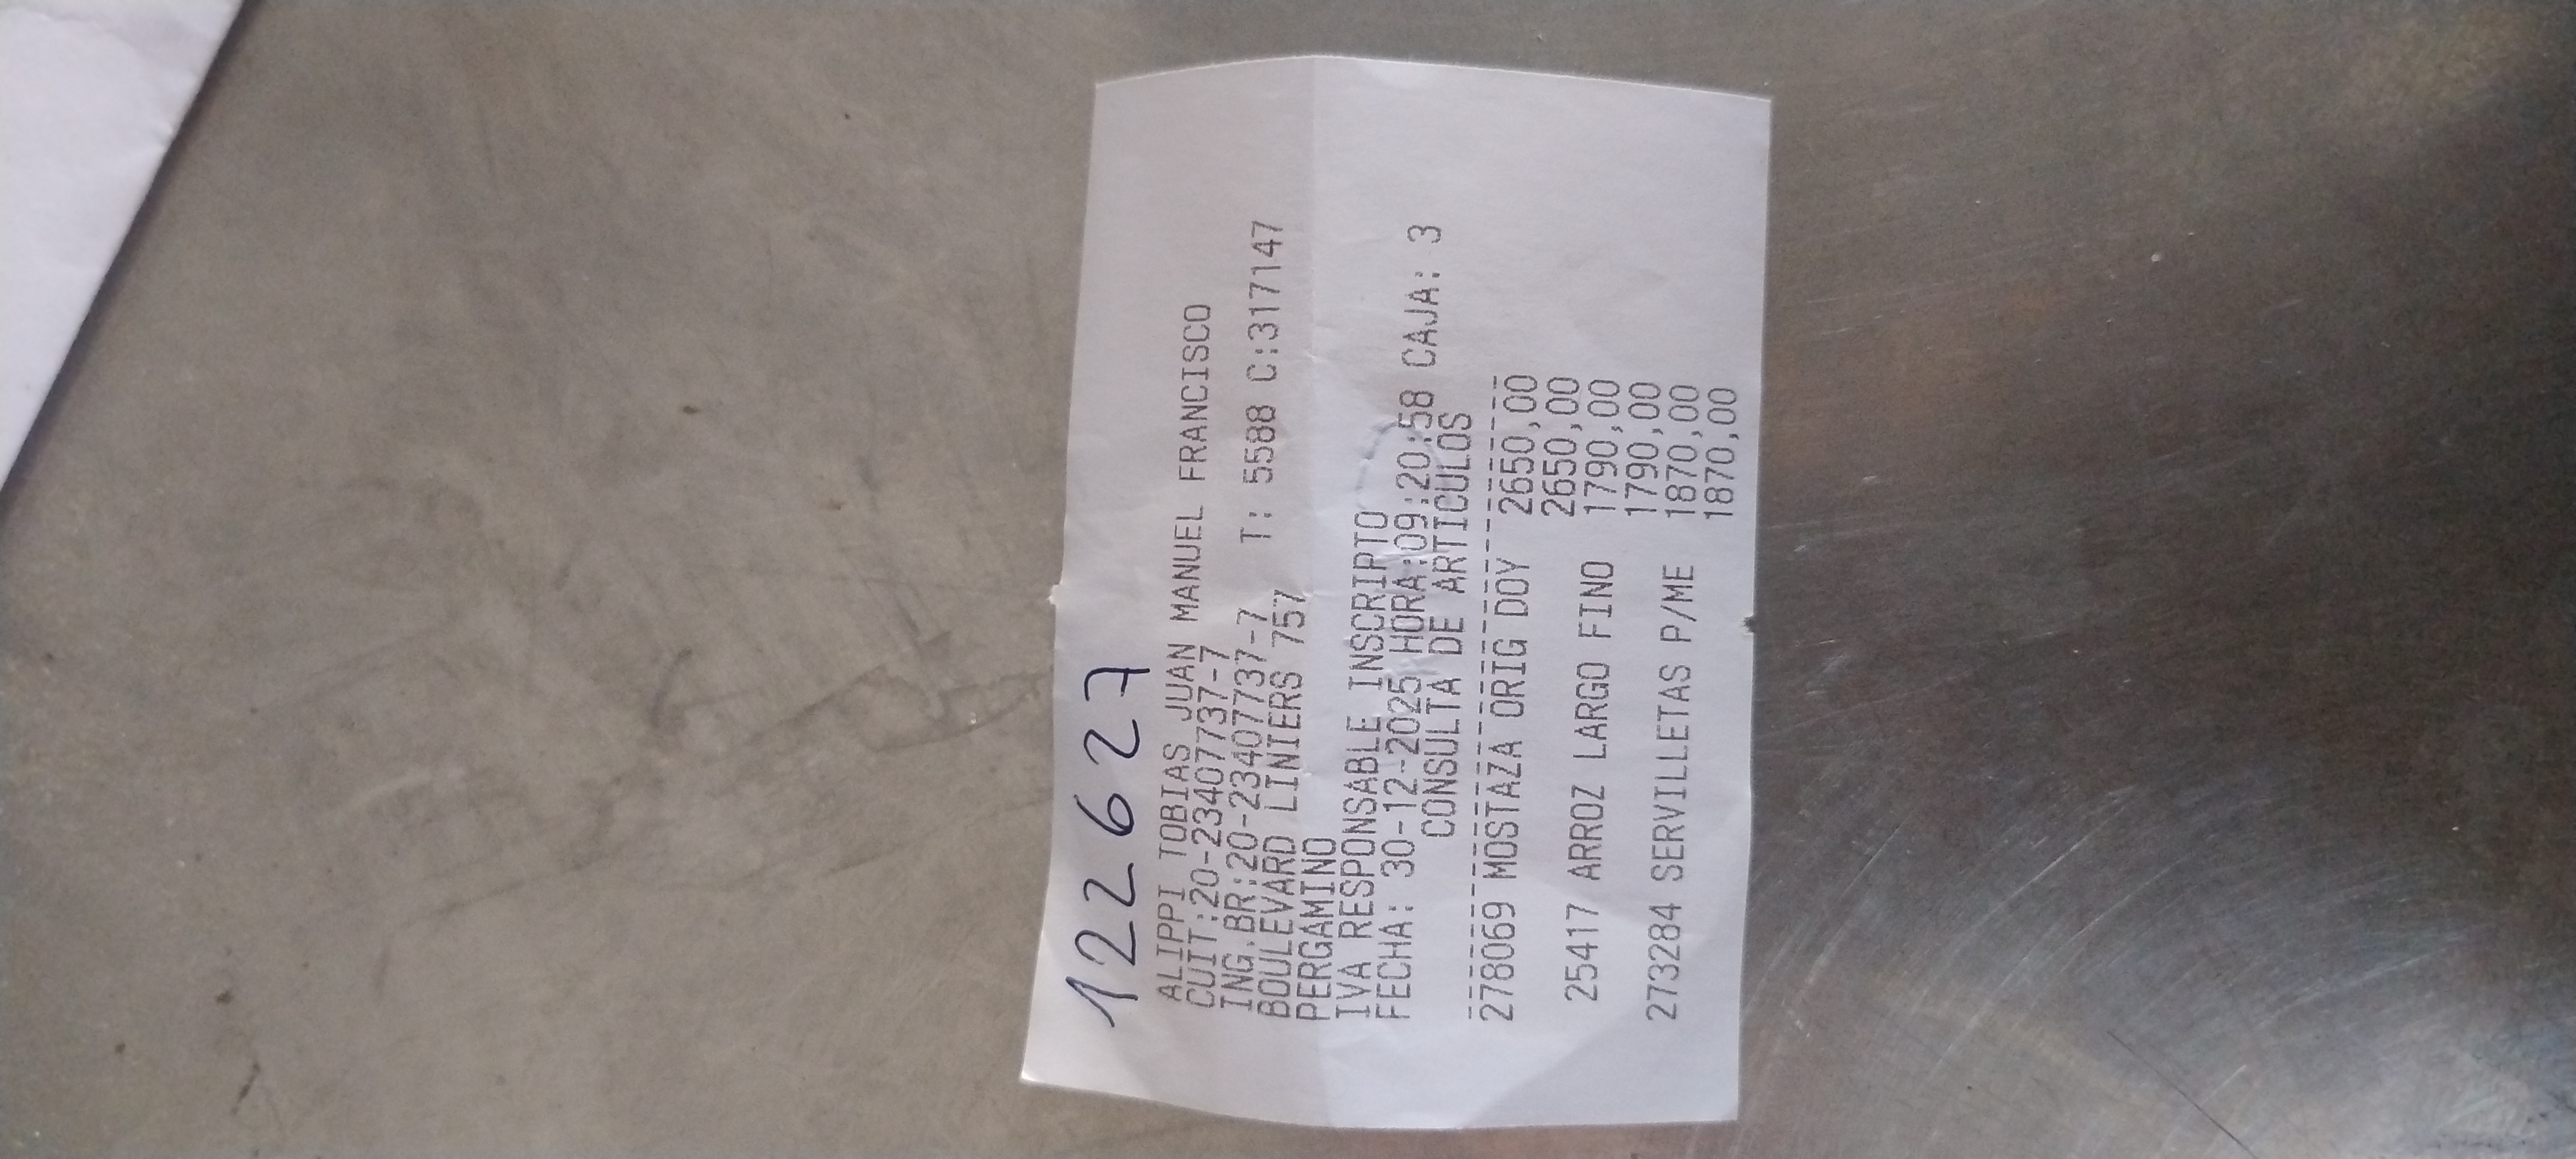 122627
ALIPPI TOBIAS JUAN MANUEL FRANCISCO
CUIT:20-23407737-7
ING.BR:20-23407737-7 T: 5588 C:3177147
BOULEVARD LINIERS 757
PERGAMINO
IVA RESPONSABLE INSCRIPTO
FECHA: 30-12-2025 HORA:09:20:58 CAJA: 3
CONSULTA DE ARTICULOS
278069 MOSTAZA ORIG DOY 2650,00
2650,00
25417 ARROZ LARGO FINO 1790,00
1790,00
273284 SERVILLETAS P/ME 1870,00
1870,00